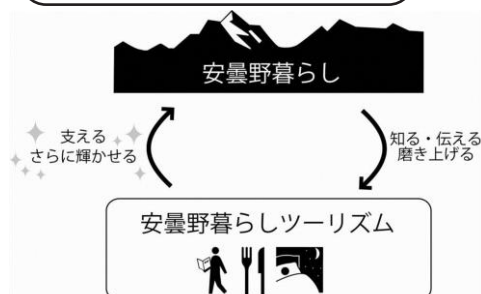 安曇野暮らし
支える
さらに輝かせる
知る・伝える
磨き上げる
安曇野暮らしツーリズム